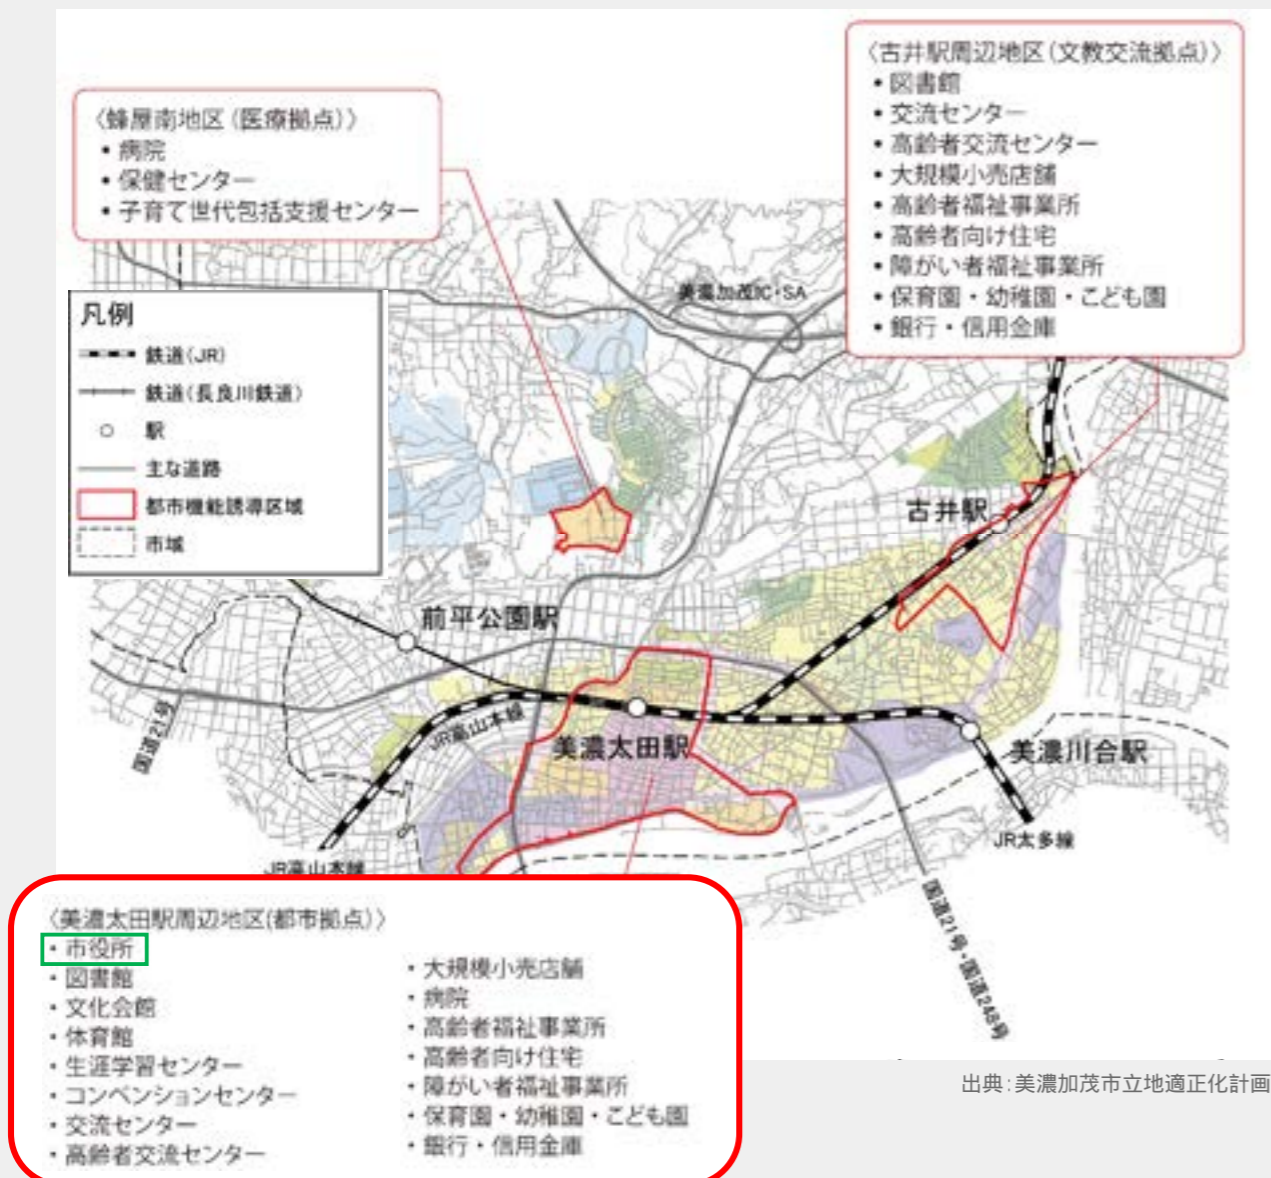 〈蜂屋南地区(医療拠点)〉
• 病院
• 保健センター
• 子育て世代包括支援センター
〈古井駅周辺地区(文教交流拠点)〉
• 図書館
• 交流センター
• 高齢者交流センター
• 大規模小売店舗
• 高齢者福祉事業所
• 高齢者向け住宅
• 障がい者福祉事業所
• 保育園・幼稚園・こども園
• 銀行・信用金庫
美濃加茂IC・SA
凡例
鉄道(JR)
鉄道(長良川鉄道)
駅
主な道路
都市機能誘導区域
市域
古井駅
前平公園駅
国道21号
JR高山本線
美濃太田駅
美濃川合駅
JR太多線
JR高山本線
国道21号・国道248号
〈美濃太田駅周辺地区(都市拠点)〉
・市役所
・図書館
・文化会館
・体育館
・生涯学習センター
・コンベンションセンター
・交流センター
・高齢者交流センター
・大規模小売店舗
・病院
・高齢者福祉事業所
・高齢者向け住宅
・障がい者福祉事業所
・保育園・幼稚園・こども園
・銀行・信用金庫
出典:美濃加茂市立地適正化計画